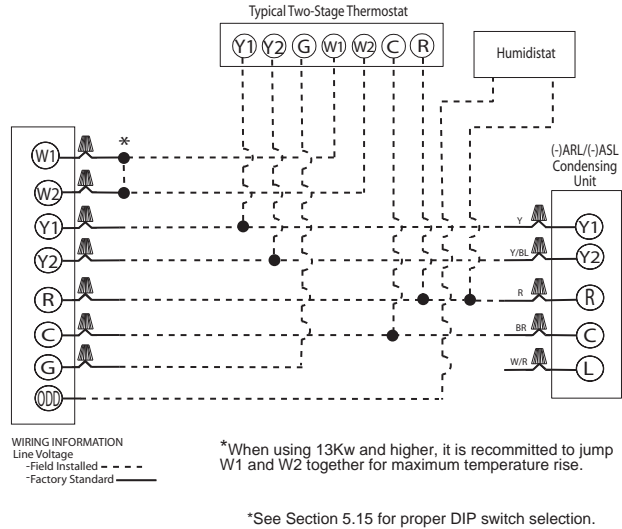 Typical Two-Stage Thermostat
Y1 Y2 G W1 W2 C R
Humidistat
(-)ARL/(-)ASL
Condensing
Unit
W1
*
W2
Y1
Y2
R
C
G
ODD
Y
Y1
Y/BL
Y2
R
R
BR
C
W/R
L
WIRING INFORMATION
Line Voltage
-Field Installed
-Factory Standard
*When using 13Kw and higher, it is recommitted to jump
W1 and W2 together for maximum temperature rise.
*See Section 5.15 for proper DIP switch selection.